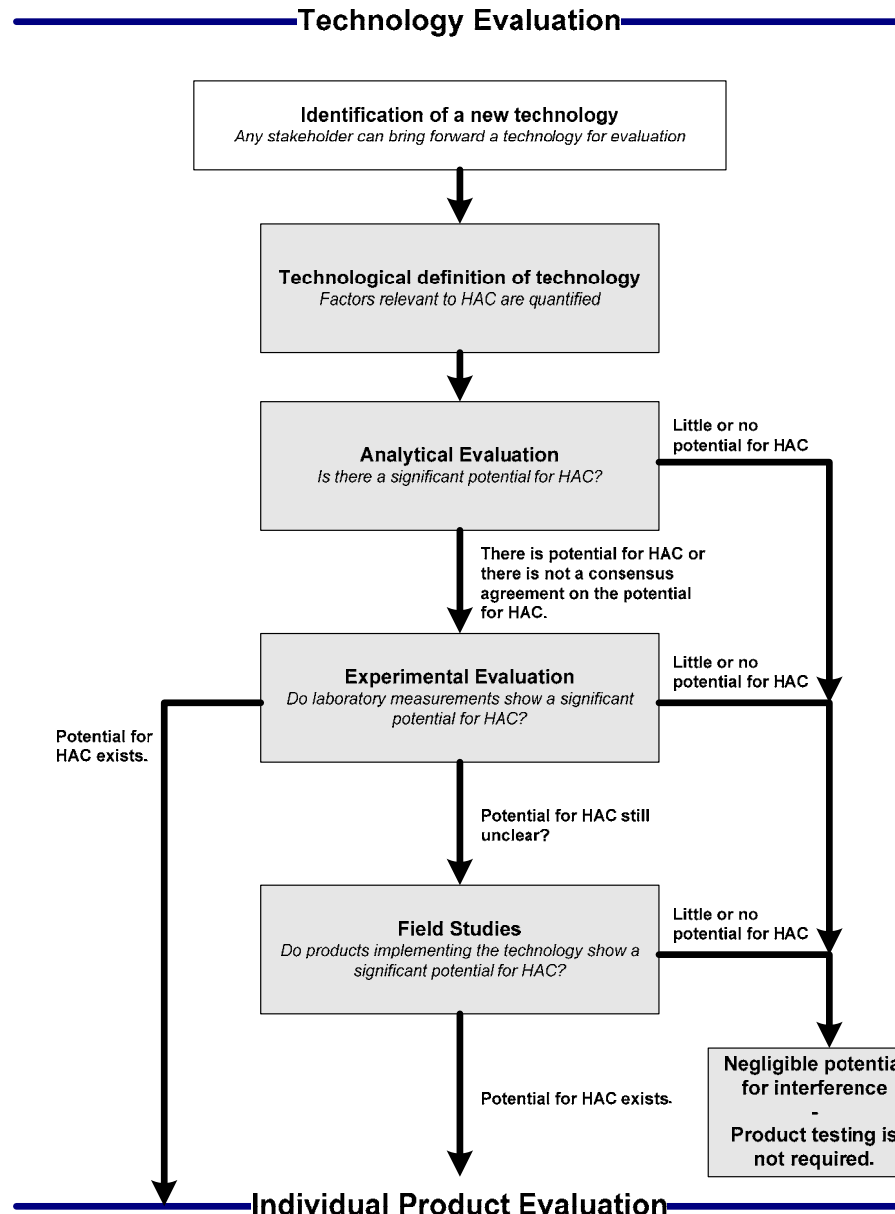 Technology Evaluation
Identification of a new technology
Any stakeholder can bring forward a technology for evaluation
Technological definition of technology
Factors relevant to HAC are quantified
Analytical Evaluation
Is there a significant potential for HAC?
Little or no
potential for HAC
There is potential for HAC or
there is not a consensus
agreement on the potential
for HAC.
Experimental Evaluation
Do laboratory measurements show a significant
potential for HAC?
Little or no
potential for HAC
Potential for
HAC exists.
Potential for HAC still
unclear?
Field Studies
Do products implementing the technology show a
significant potential for HAC?
Little or no
potential for HAC
Potential for HAC exists.
Negligible potentia
for interference
-
Product testing is
not required.
Individual Product Evaluation